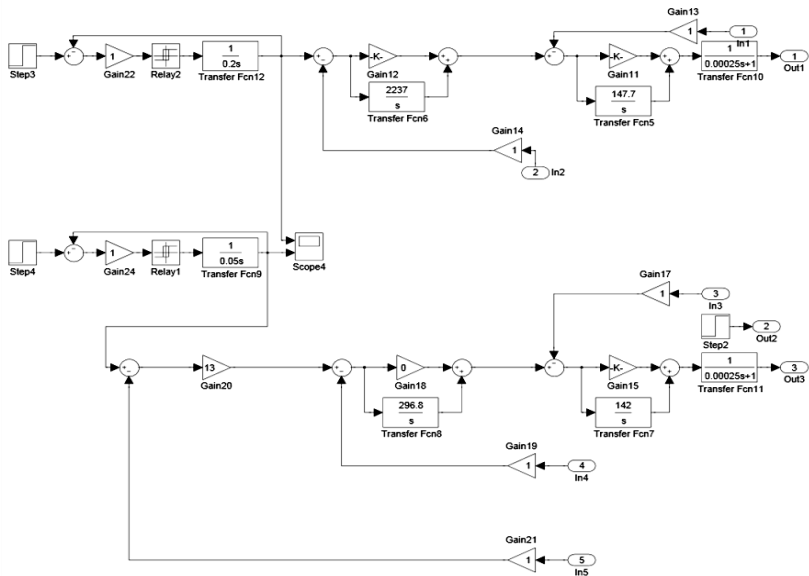 Gain13
1
1
In1
Step3
1
Gain22
Relay2
1
0.2s
Transfer Fcn12
-K-
Gain12
2237
s
Transfer Fcn6
-K-
Gain11
147.7
s
Transfer Fcn5
1
0.00025s+1
Transfer Fcn10
1
Out1
Gain14
1
2
In2
Step4
1
Gain24
Relay1
1
0.05s
Transfer Fcn9
Scope4
Gain17
1
3
In3
Step2
2
Out2
13
Gain20
0
Gain18
296.8
s
Transfer Fcn8
-K-
Gain15
142
s
Transfer Fcn7
1
0.00025s+1
Transfer Fcn11
3
Out3
Gain19
1
4
In4
Gain21
1
5
In5